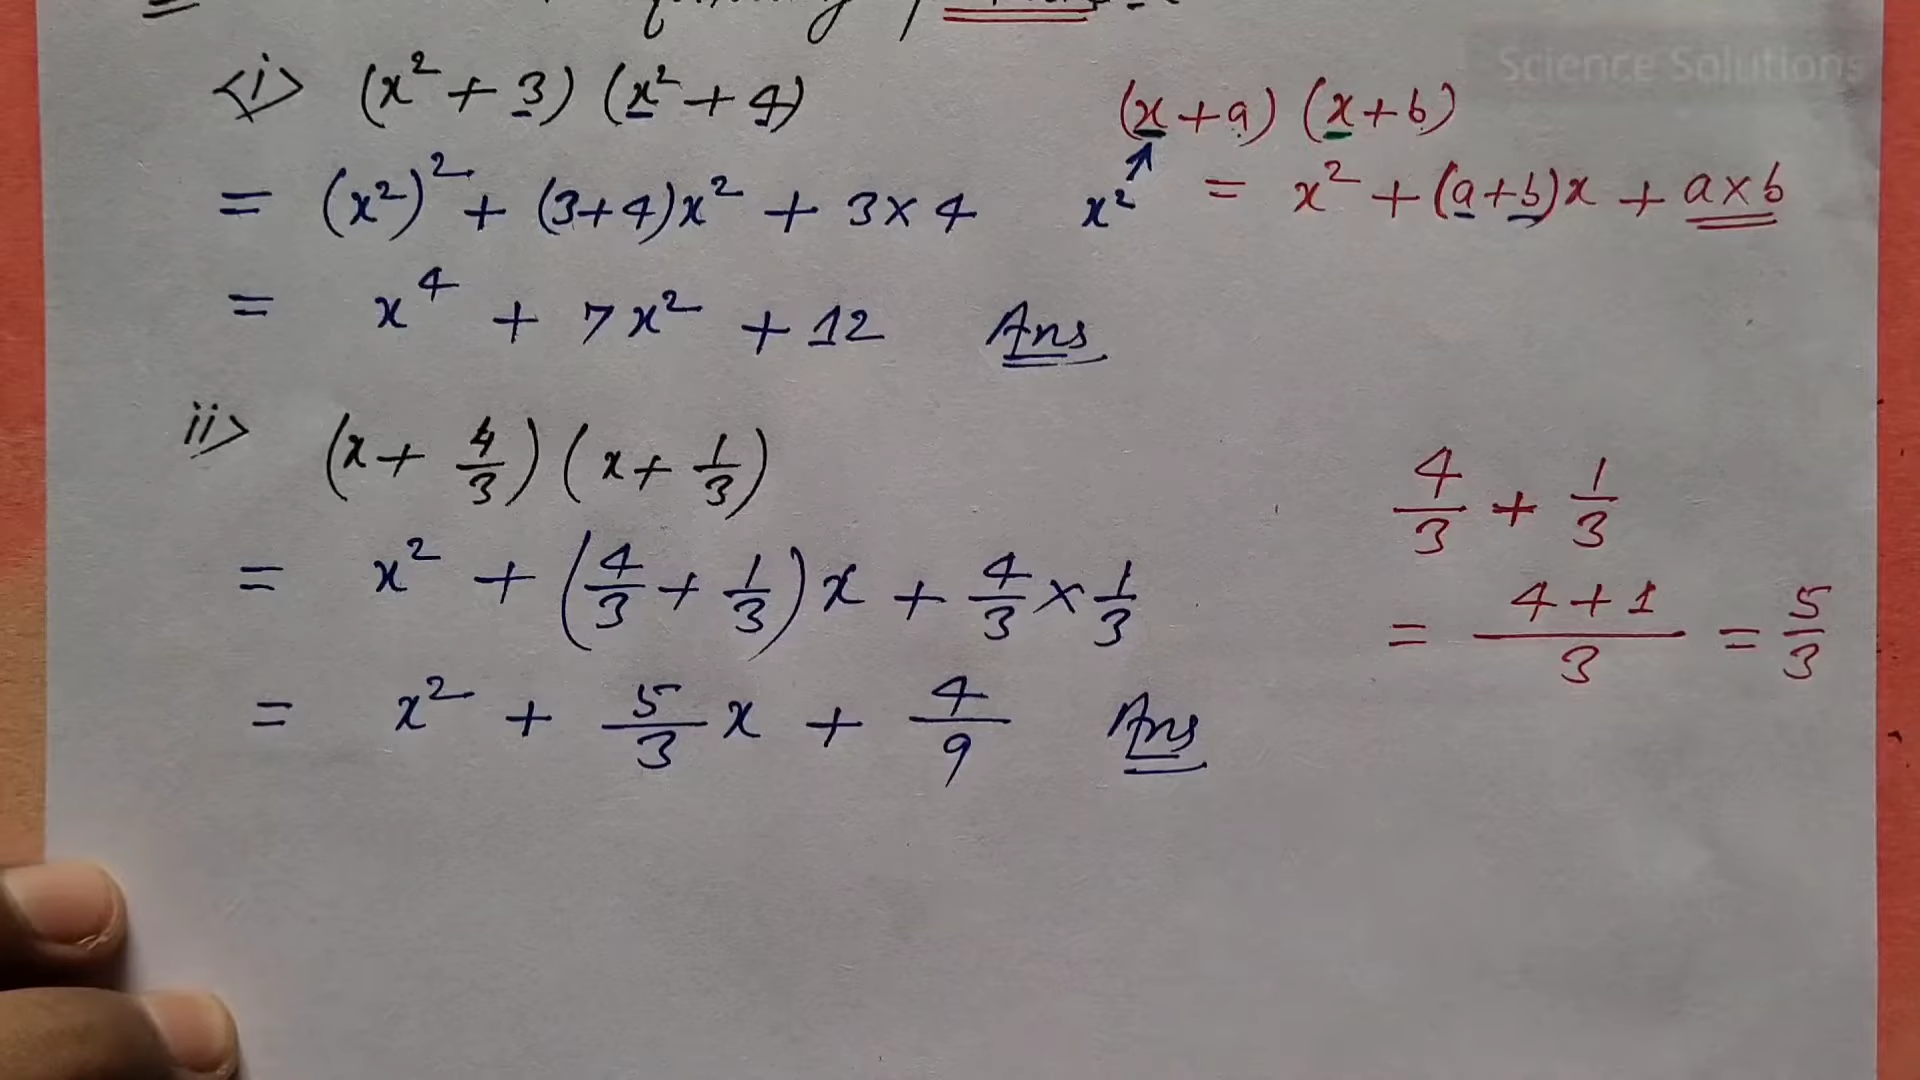 Science Solutions
<i> (x² + 3) (x² + 4)
(x + a) (x + b)
= (x²)² + (3+4)x² + 3 × 4
x² = x² + (a+b)x + a×b
= x⁴ + 7x² + 12 Ans
ii> (x + 4/3) (x + 1/3)
= x² + (4/3 + 1/3)x + 4/3 × 1/3
= x² + 5/3 x + 4/9 Ans
4/3 + 1/3
= 4+1/3 = 5/3